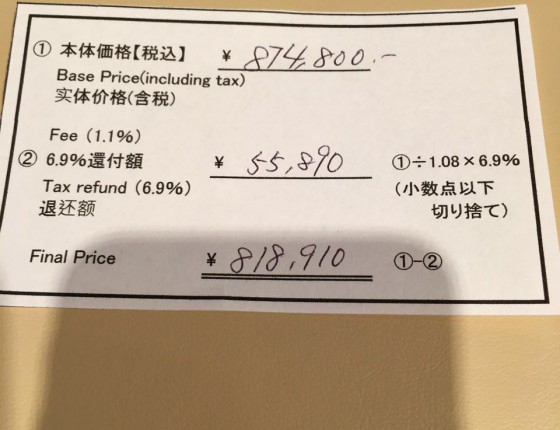 ① 本体価格【税込】 ¥ 874,800.-
Base Price(including tax)
实体价格(含税)
Fee (1.1%)
② 6.9%還付額 ¥ 55,890 ①÷1.08×6.9%
Tax refund (6.9%) (小数点以下
退还额 切り捨て)
Final Price ¥ 818,910 ①-②